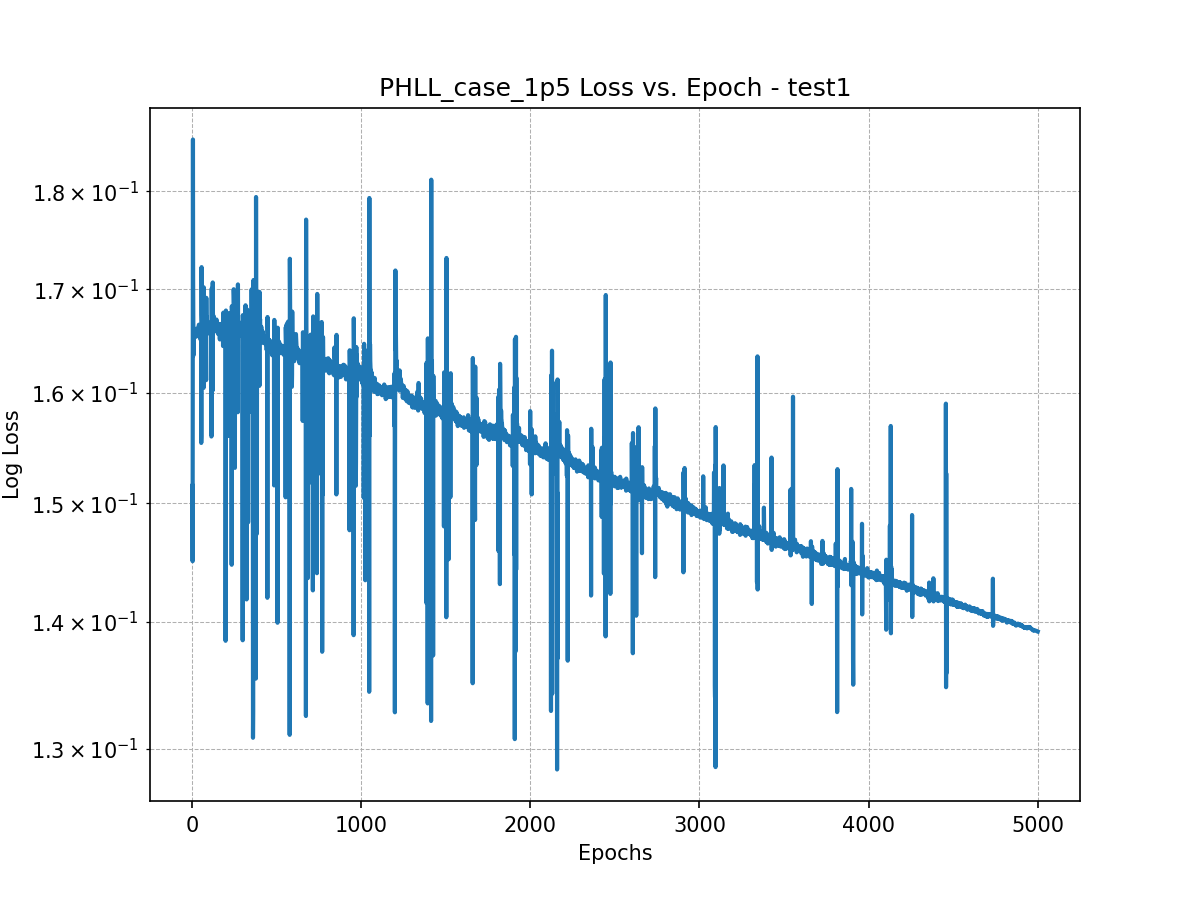 PHLL_case_1p5 Loss vs. Epoch - test1
1.8 × 10⁻¹
1.7 × 10⁻¹
1.6 × 10⁻¹
1.5 × 10⁻¹
1.4 × 10⁻¹
1.3 × 10⁻¹
Log Loss
0 1000 2000 3000 4000 5000
Epochs